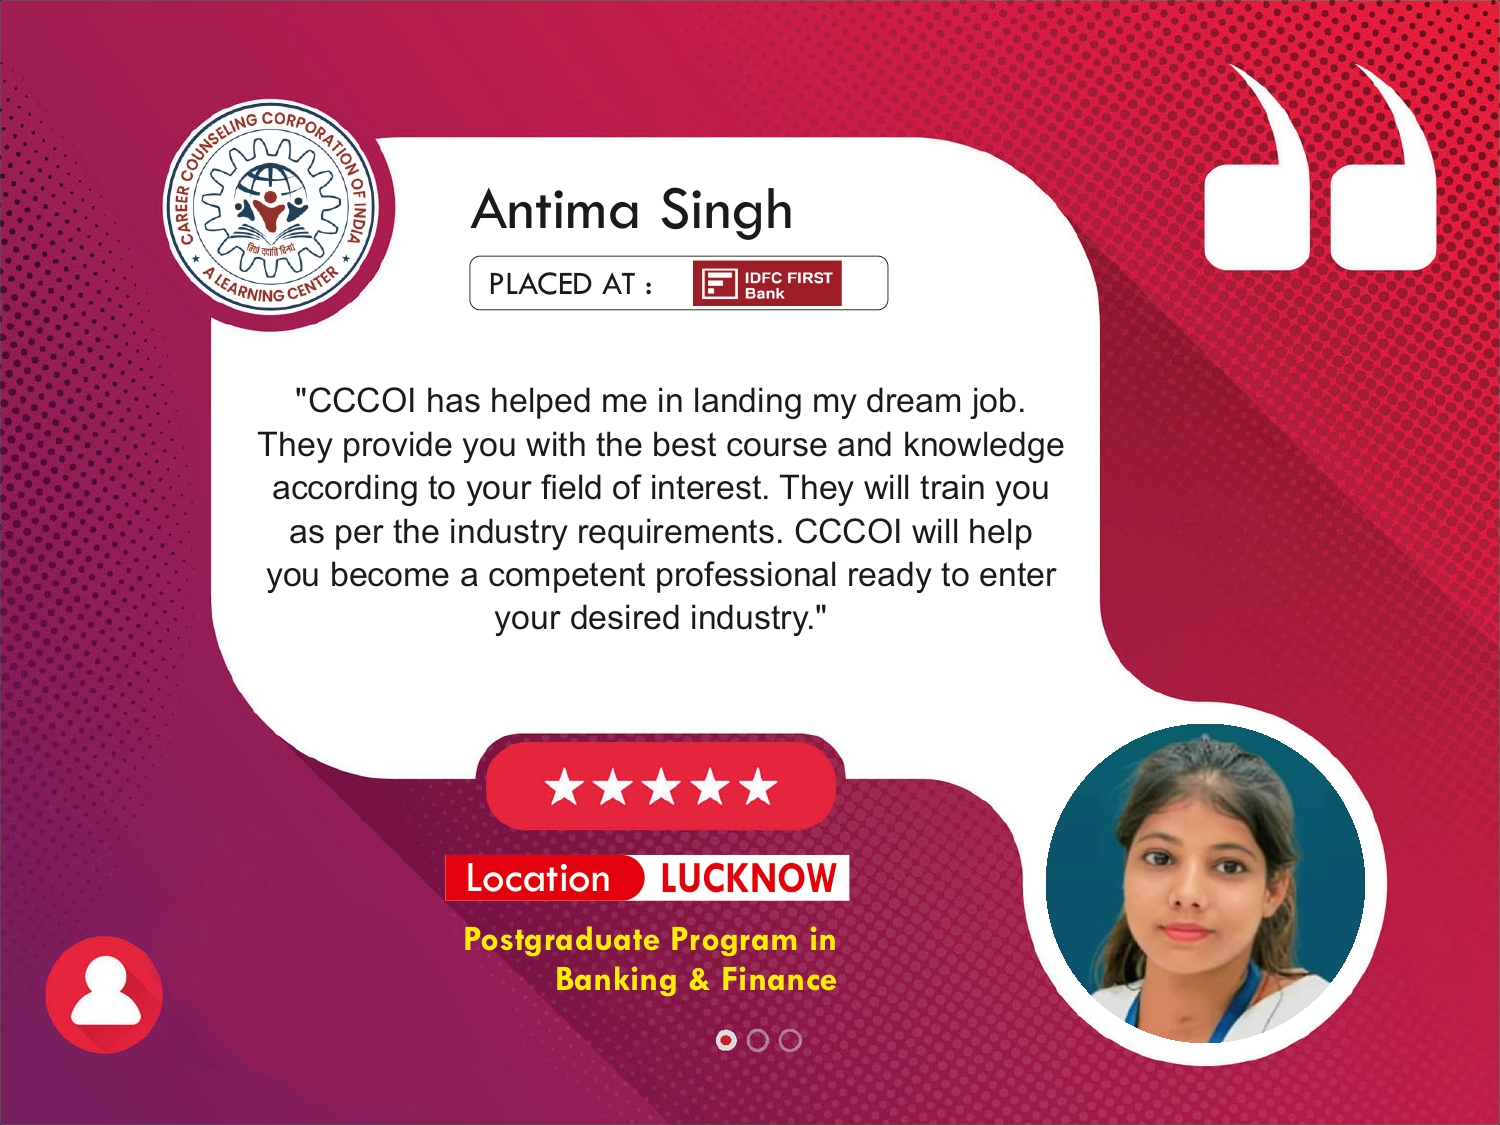 CAREER COUNSELING CORPORATION OF INDIA
★ A LEARNING CENTER ★
Antima Singh
PLACED AT :
IDFC FIRST
Bank
"CCCOI has helped me in landing my dream job.
They provide you with the best course and knowledge
according to your field of interest. They will train you
as per the industry requirements. CCCOI will help
you become a competent professional ready to enter
your desired industry."
Location LUCKNOW
Postgraduate Program in
Banking & Finance